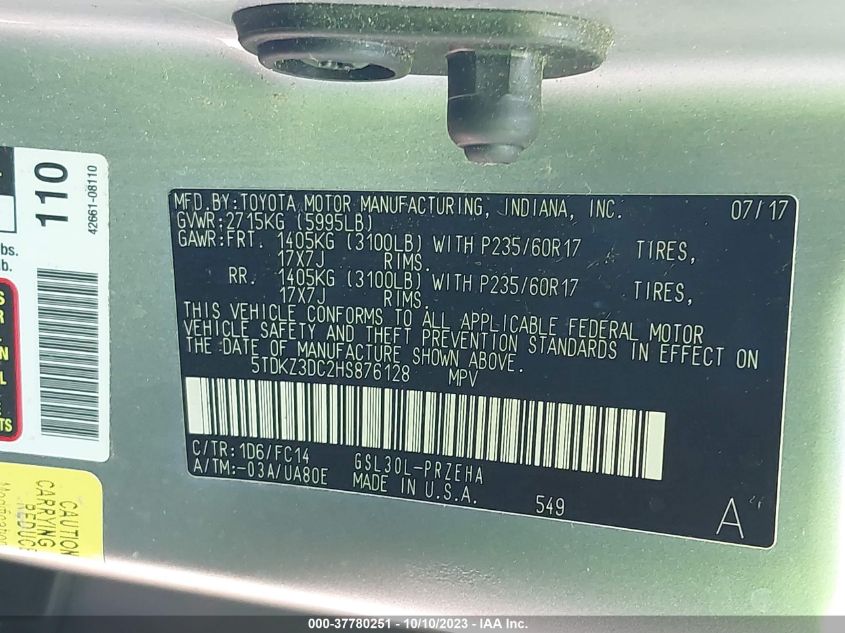 110
42661-08110
bs.
b.
S
R
N
L
E
TS
CAUTION
CARRYING
REDUCE
MFD.BY:TOYOTA MOTOR MANUFACTURING, INDIANA, INC. 07/17
GVWR:2715KG (5995LB)
GAWR:FRT. 1405KG (3100LB) WITH P235/60R17 TIRES,
17X7J RIMS.
RR. 1405KG (3100LB) WITH P235/60R17 TIRES,
17X7J RIMS.
THIS VEHICLE CONFORMS TO ALL APPLICABLE FEDERAL MOTOR
VEHICLE SAFETY AND THEFT PREVENTION STANDARDS IN EFFECT ON
THE DATE OF MANUFACTURE SHOWN ABOVE.
5TDKZ3DC2HS876128 MPV
C/TR:1D6/FC14 GSL30L-PRZEHA
A/TM:-03A/UA80E MADE IN U.S.A.
549
A
000-37780251 - 10/10/2023 - IAA Inc.